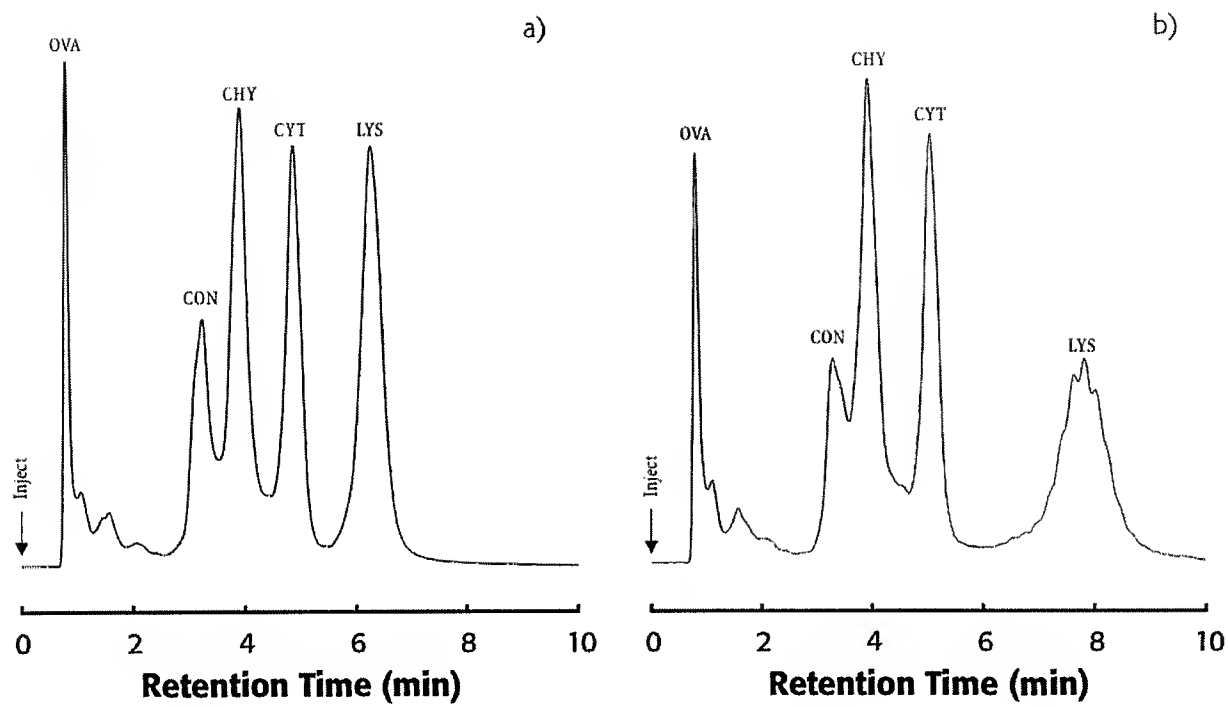 a)
OVA
CHY
CYT
LYS
CON
Inject
0 2 4 6 8 10
Retention Time (min)
b)
CHY
CYT
OVA
CON
LYS
Inject
0 2 4 6 8 10
Retention Time (min)